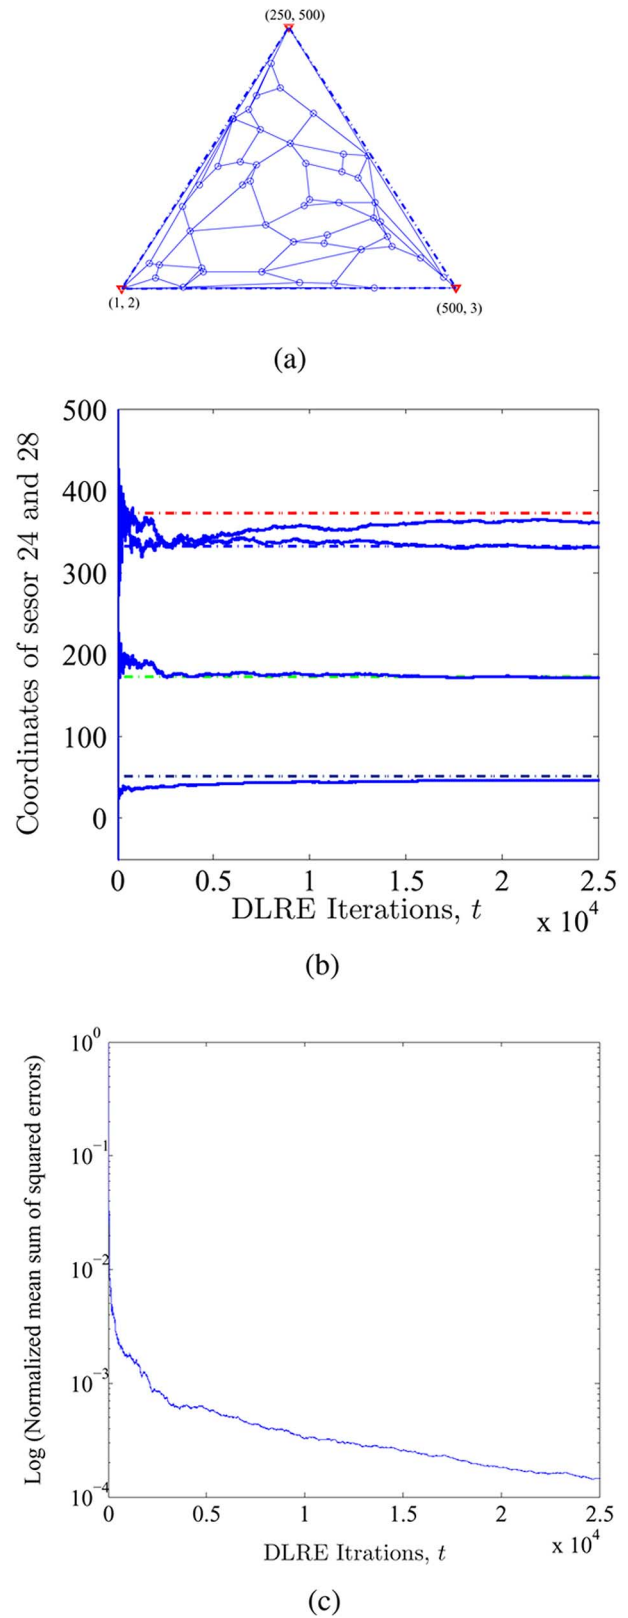 (250, 500)
(1, 2)
(500, 3)
(a)
Coordinates of sesor 24 and 28
500
400
300
200
100
0
0 0.5 1 1.5 2 2.5
DLRE Iterations, t
x 10^4
(b)
Log (Normalized mean sum of squared errors)
10^0
10^-1
10^-2
10^-3
10^-4
0 0.5 1 1.5 2 2.5
DLRE Itrations, t
x 10^4
(c)